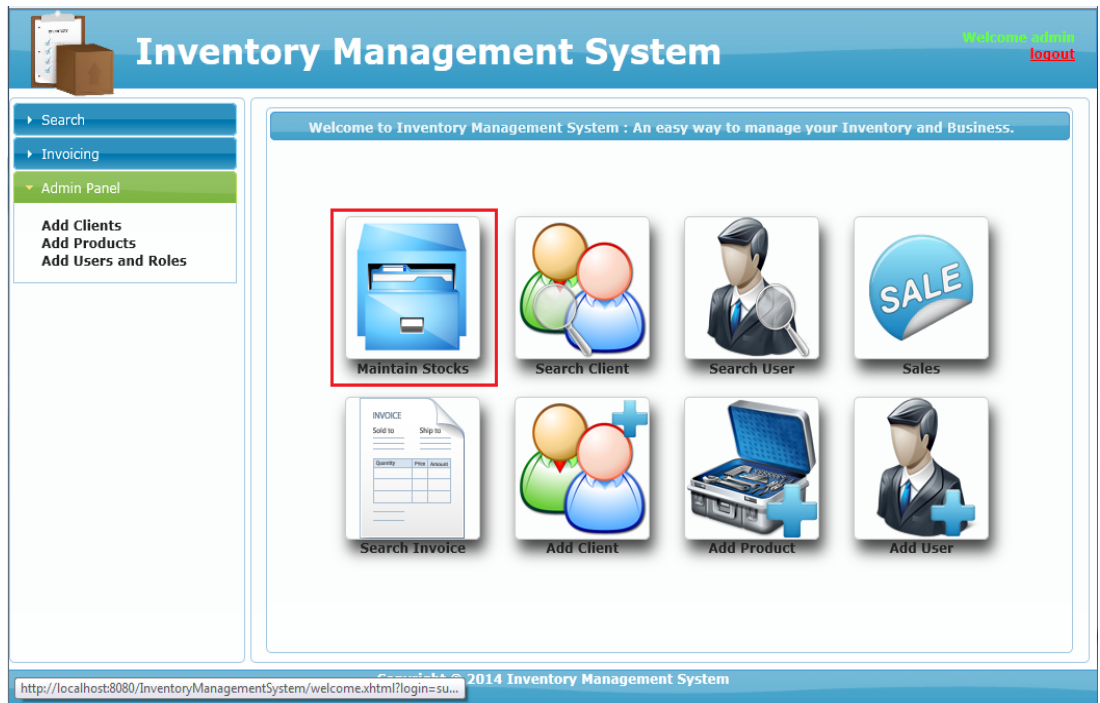 Inventory Management System
Welcome admin
logout
Search
Invoicing
Admin Panel
Add Clients
Add Products
Add Users and Roles
Welcome to Inventory Management System : An easy way to manage your Inventory and Business.
SALE
Maintain Stocks
Search Client
Search User
Sales
INVOICE
Sold to Ship to
Quantity Price Amount
Search Invoice
Add Client
Add Product
Add User
Copyright © 2014 Inventory Management System
http://localhost:8080/InventoryManagementSystem/welcome.xhtml?login=su...